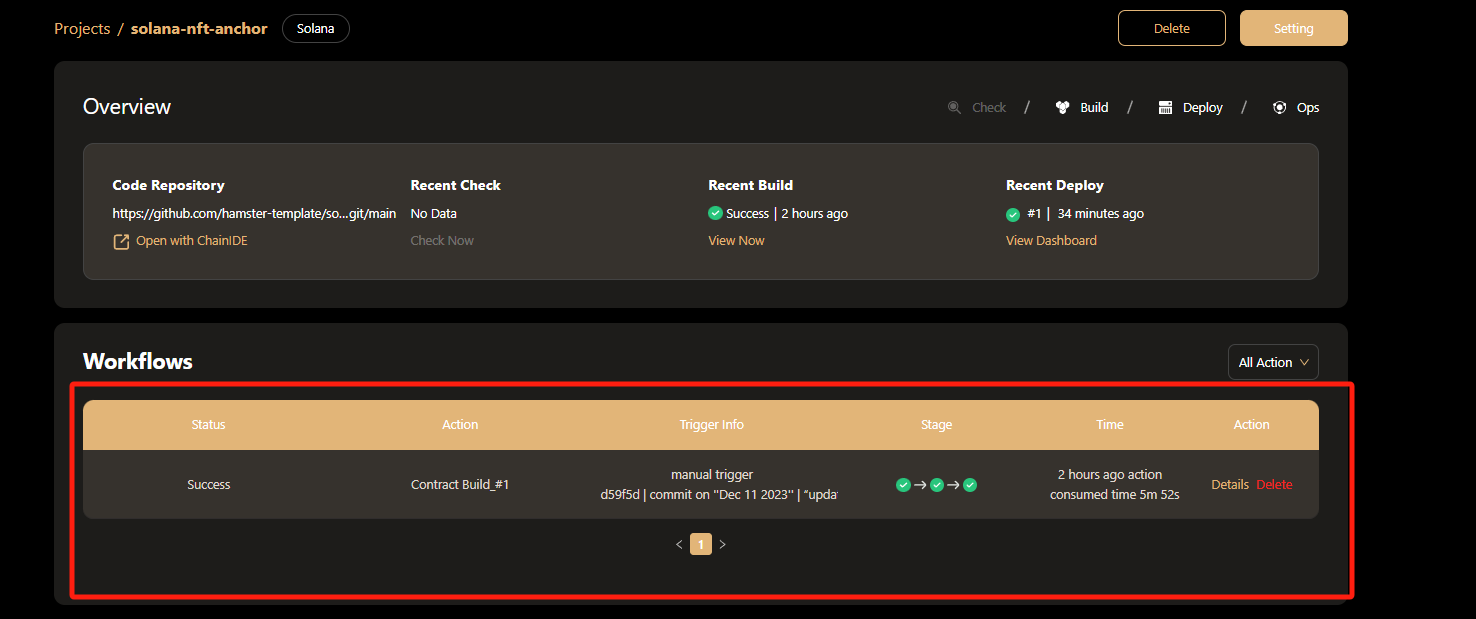 Projects / solana-nft-anchor Solana Delete Setting
Overview Check / Build / Deploy / Ops
Code Repository Recent Check Recent Build Recent Deploy
https://github.com/hamster-template/so...git/main No Data Success | 2 hours ago #1 | 34 minutes ago
Open with ChainIDE Check Now View Now View Dashboard
Workflows All Action
Status Action Trigger Info Stage Time Action
manual trigger 2 hours ago action
Success Contract Build_#1 Details Delete
d59f5d | commit on "Dec 11 2023" | "upda consumed time 5m 52s
< 1 >